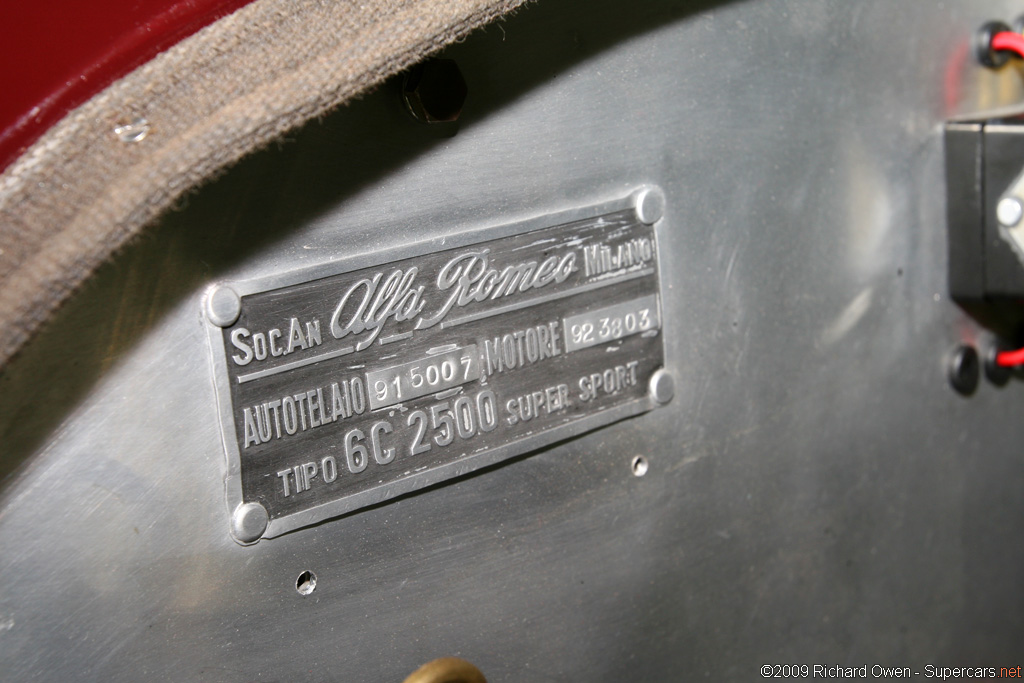 Soc.An Alfa Romeo Milano
AUTOTELAIO 915007 MOTORE 923803
TIPO 6C 2500 SUPER SPORT
©2009 Richard Owen - Supercars.net